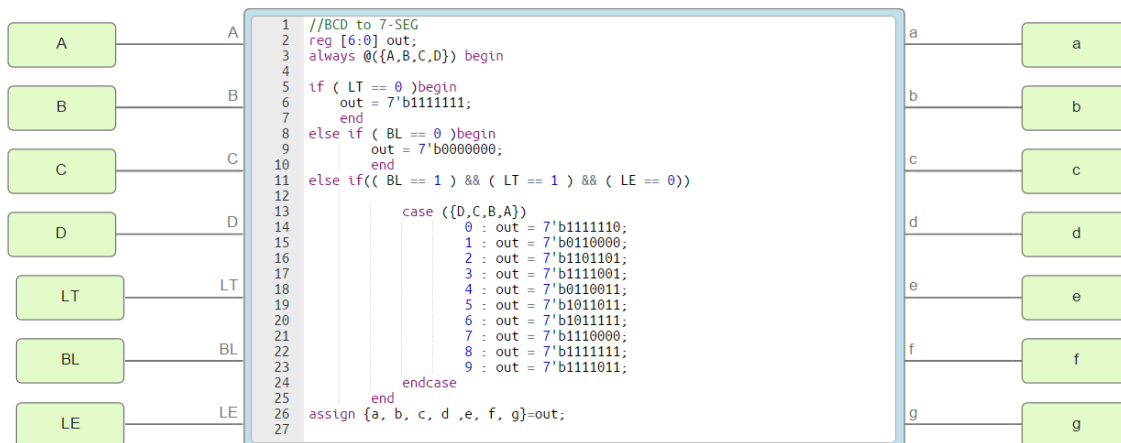 A
A
B
B
C
C
D
D
LT
LT
BL
BL
LE
LE
1 //BCD to 7-SEG
2 reg [6:0] out;
3 always @({A,B,C,D}) begin
4
5 if ( LT == 0 )begin
6 out = 7'b1111111;
7 end
8 else if ( BL == 0 )begin
9 out = 7'b0000000;
10 end
11 else if(( BL == 1 ) && ( LT == 1 ) && ( LE == 0))
12
13 case ({D,C,B,A})
14 0 : out = 7'b1111110;
15 1 : out = 7'b0110000;
16 2 : out = 7'b1101101;
17 3 : out = 7'b1111001;
18 4 : out = 7'b0110011;
19 5 : out = 7'b1011011;
20 6 : out = 7'b1011111;
21 7 : out = 7'b1110000;
22 8 : out = 7'b1111111;
23 9 : out = 7'b1111011;
24 endcase
25 end
26 assign {a, b, c, d ,e, f, g}=out;
27
a
a
b
b
c
c
d
d
e
e
f
f
g
g